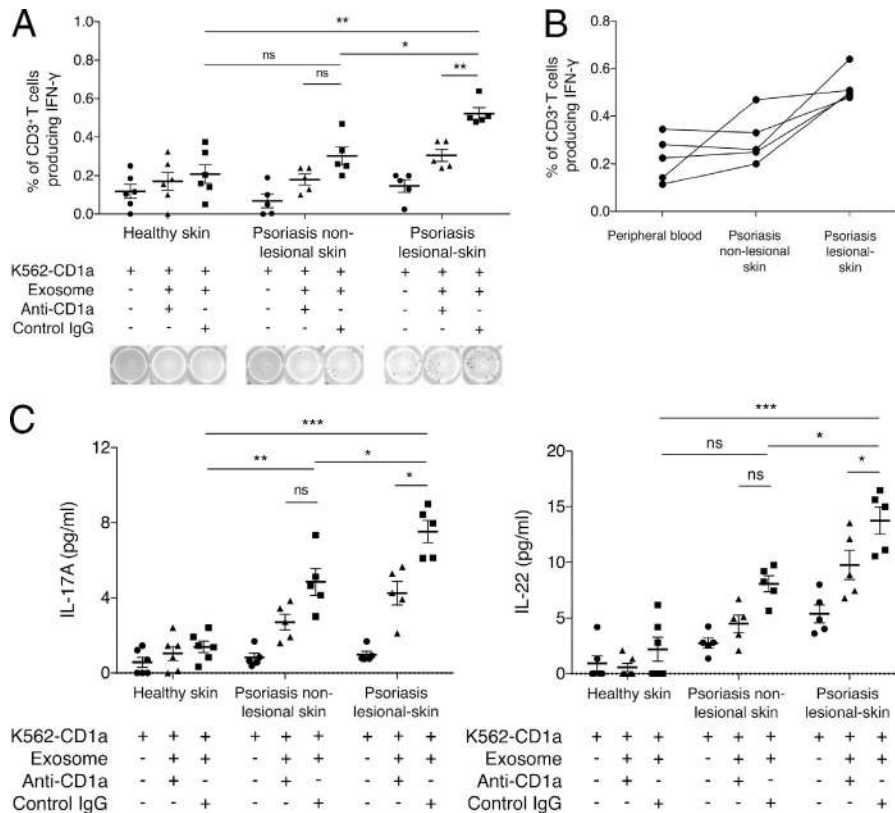 A
% of CD3+ T cells
producing IFN-γ
1.0
0.8
0.6
0.4
0.2
0.0
**
ns
*
ns
**
Healthy skin
Psoriasis non-
lesional skin
Psoriasis
lesional-skin
K562-CD1a + + + + + + + + +
Exosome - + + - + + - + +
Anti-CD1a - + - - + - - + -
Control IgG - - + - - + - - +
B
% of CD3+ T cells
producing IFN-γ
0.8
0.6
0.4
0.2
0.0
Peripheral blood
Psoriasis
non-lesional
skin
Psoriasis
lesional-
skin
C
IL-17A (pg/ml)
12
9
6
3
0
***
**
*
ns
*
Healthy skin
Psoriasis non-
lesional skin
Psoriasis
lesional-skin
K562-CD1a + + + + + + + + +
Exosome - + + - + + - + +
Anti-CD1a - + - - + - - + -
Control IgG - - + - - + - - +
IL-22 (pg/ml)
20
15
10
5
0
***
ns
*
ns
*
Healthy skin
Psoriasis non-
lesional skin
Psoriasis
lesional-skin
K562-CD1a + + + + + + + + +
Exosome - + + - + + - + +
Anti-CD1a - + - - + - - + -
Control IgG - - + - - + - - +